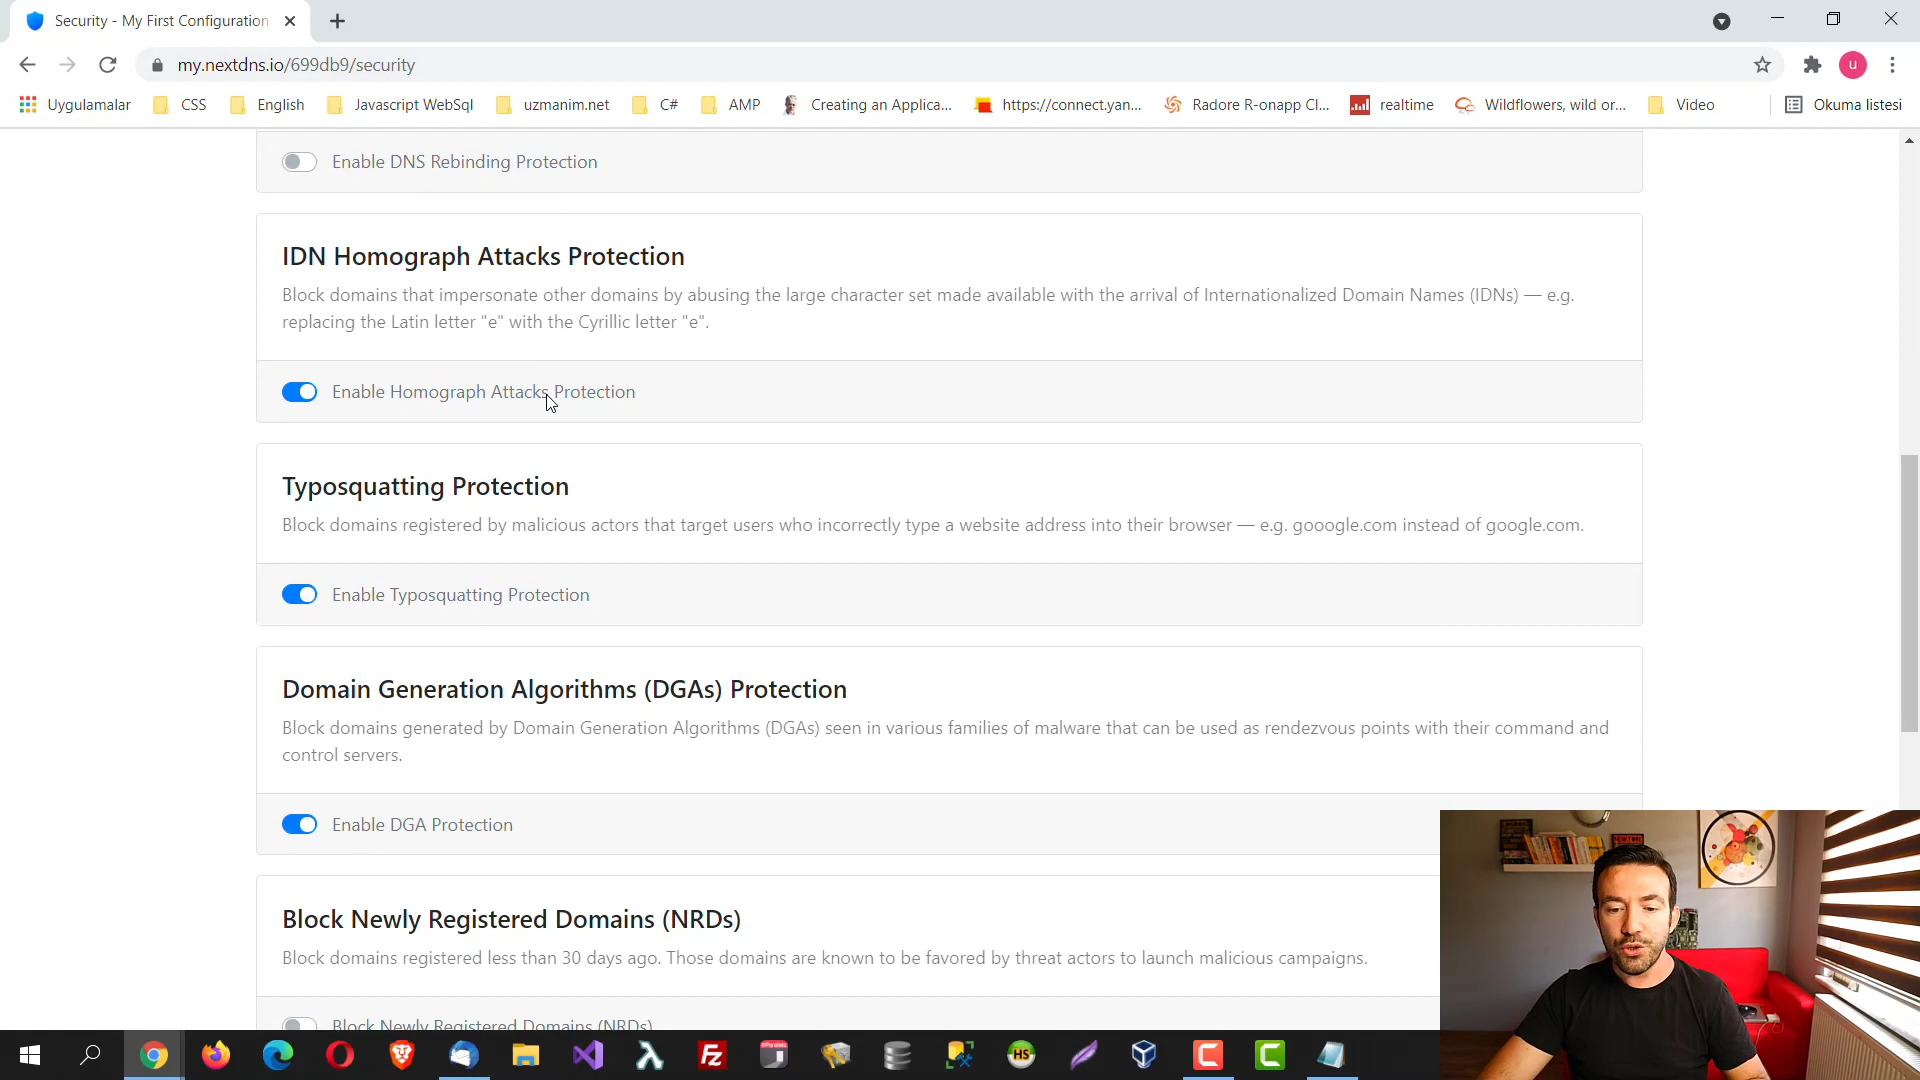 Security - My First Configuration
my.nextdns.io/699db9/security
Uygulamalar
CSS
English
Javascript WebSql
uzmanim.net
C#
AMP
Creating an Applica...
https://connect.yan...
Radore R-onapp Cl...
realtime
Wildflowers, wild or...
Video
Okuma listesi
u
Enable DNS Rebinding Protection
IDN Homograph Attacks Protection
Block domains that impersonate other domains by abusing the large character set made available with the arrival of Internationalized Domain Names (IDNs) — e.g.
replacing the Latin letter "e" with the Cyrillic letter "е".
Enable Homograph Attacks Protection
Typosquatting Protection
Block domains registered by malicious actors that target users who incorrectly type a website address into their browser — e.g. gooogle.com instead of google.com.
Enable Typosquatting Protection
Domain Generation Algorithms (DGAs) Protection
Block domains generated by Domain Generation Algorithms (DGAs) seen in various families of malware that can be used as rendezvous points with their command and
control servers.
Enable DGA Protection
Block Newly Registered Domains (NRDs)
Block domains registered less than 30 days ago. Those domains are known to be favored by threat actors to launch malicious campaigns.
Block Newly Registered Domains (NRDs)
HS